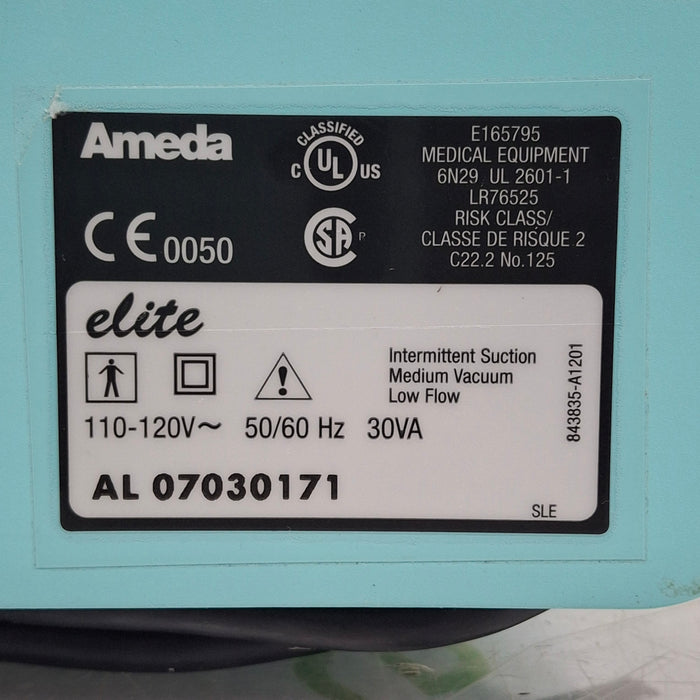 Ameda
CLASSIFIED
C UL US
E165795
MEDICAL EQUIPMENT
6N29 UL 2601-1
LR76525
RISK CLASS/
CLASSE DE RISQUE 2
C22.2 No.125
CE 0050
SA P
elite
Intermittent Suction
Medium Vacuum
Low Flow
!
110-120V~ 50/60 Hz 30VA
AL 07030171
843835-A1201
SLE